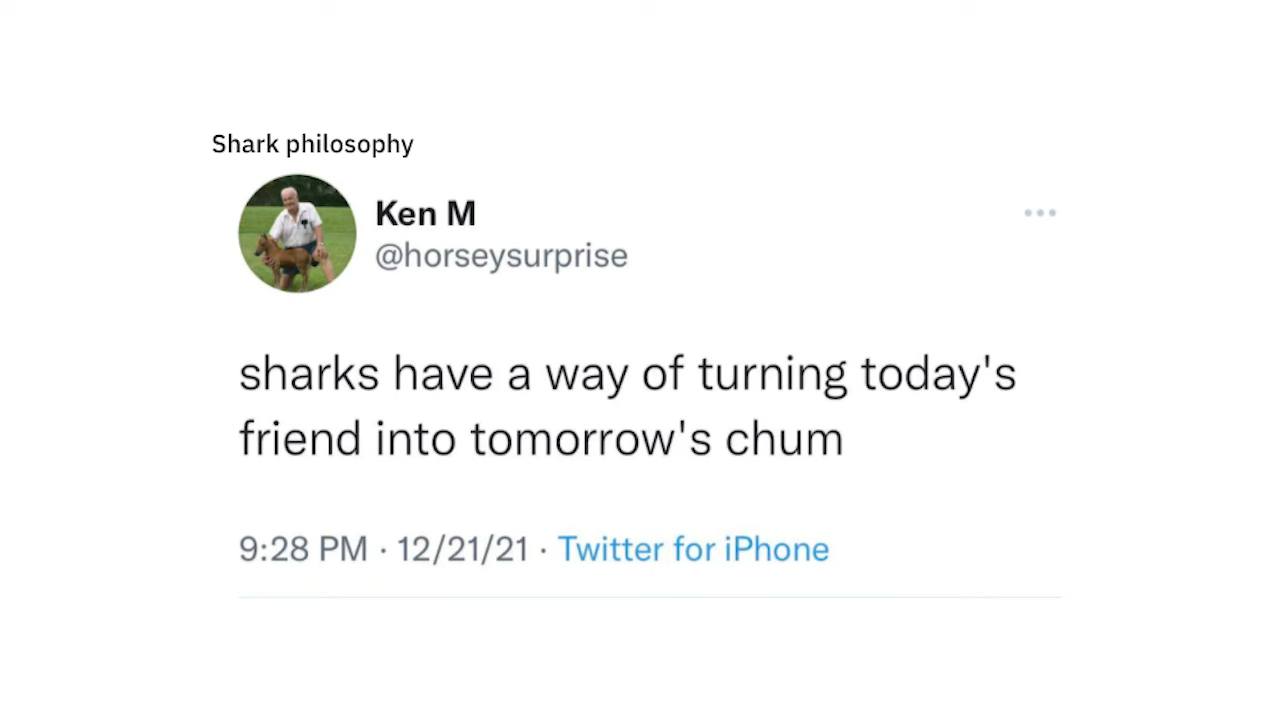 Shark philosophy
Ken M
@horseysurprise
sharks have a way of turning today's
friend into tomorrow's chum
9:28 PM · 12/21/21 · Twitter for iPhone